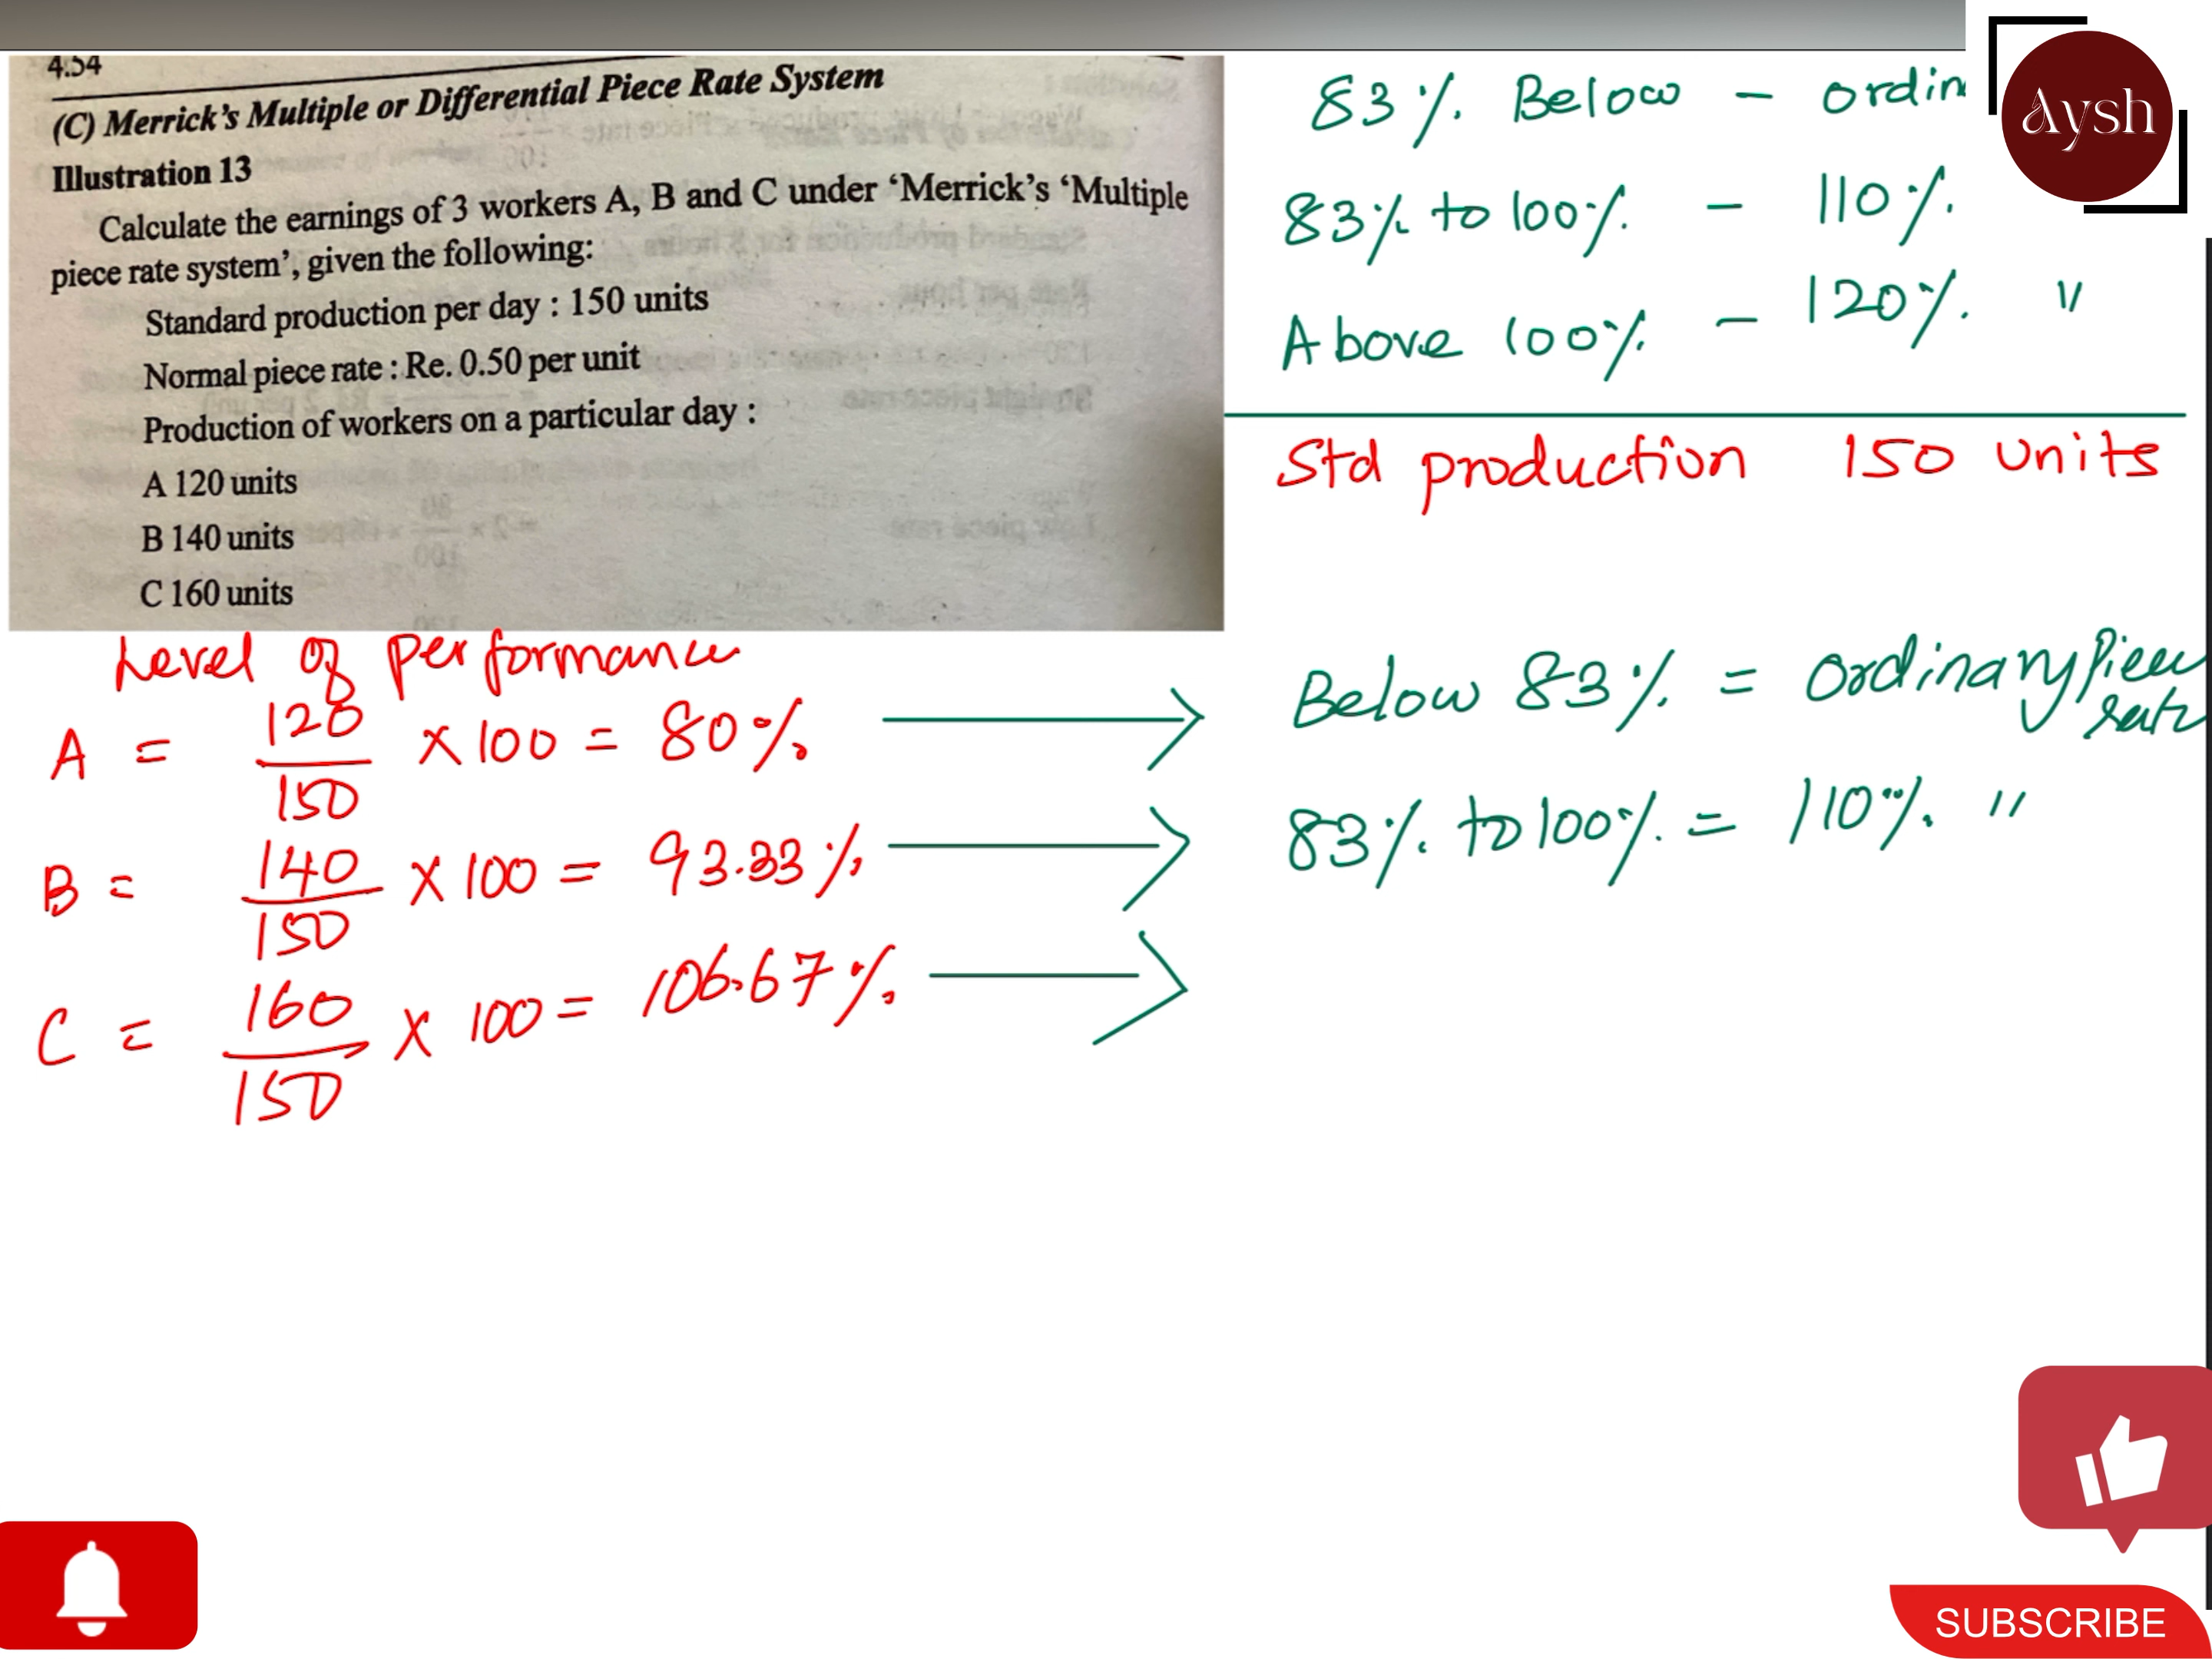 4.54
(C) Merrick's Multiple or Differential Piece Rate System
Illustration 13
Calculate the earnings of 3 workers A, B and C under 'Merrick's 'Multiple
piece rate system', given the following:
Standard production per day : 150 units
Normal piece rate : Re. 0.50 per unit
Production of workers on a particular day :
A 120 units
B 140 units
C 160 units
83% Below - ordin
83% to 100% - 110%.
Above 100% - 120%. "
Aysh
Std production 150 units
Level of performance
A = 120/150 × 100 = 80%
Below 83% = ordinary Piece rate
B = 140/150 × 100 = 93.33%
83% to 100% = 110% "
C = 160/150 × 100 = 106.67%
SUBSCRIBE